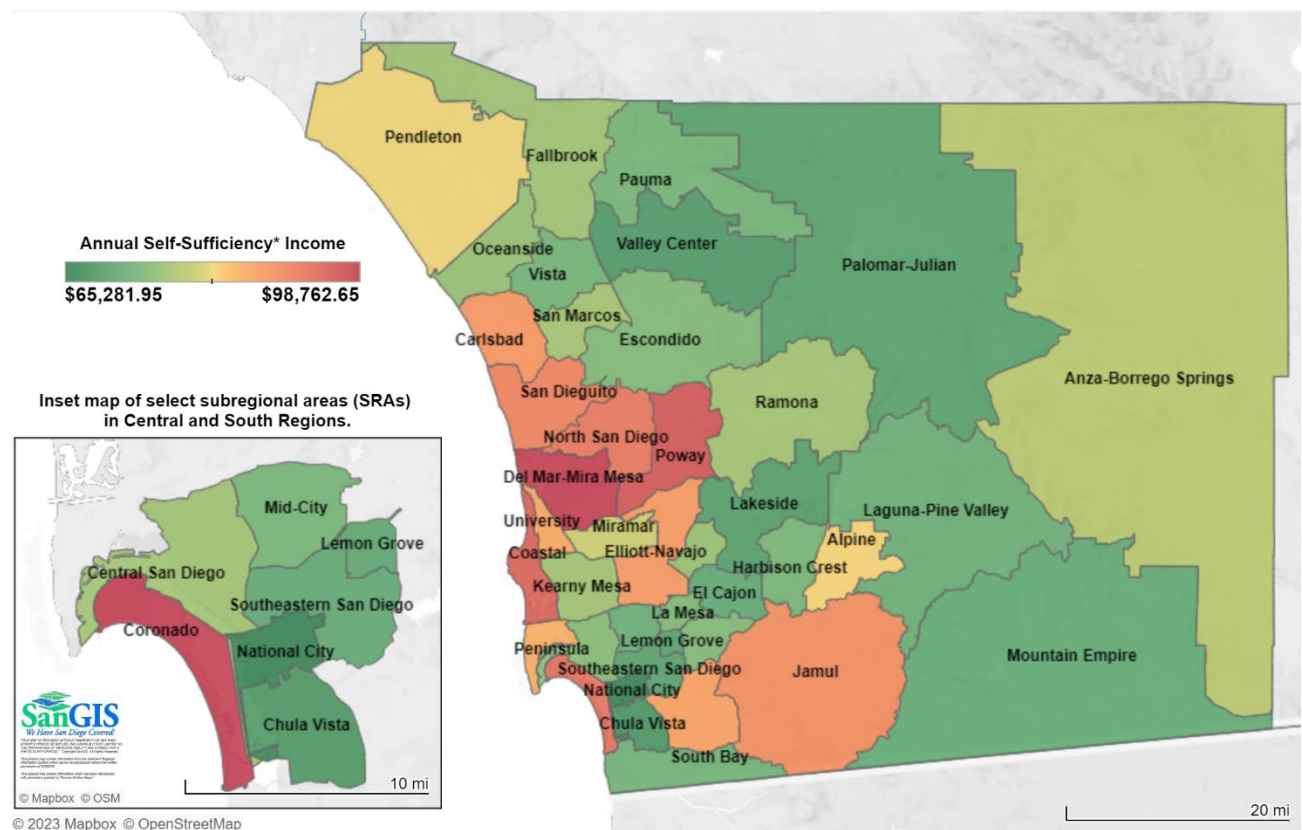 Pendleton
Fallbrook
Pauma
Oceanside
Valley Center
Vista
Palomar-Julian
Annual Self-Sufficiency* Income
$65,281.95 $98,762.65
San Marcos
Carlsbad
Escondido
Anza-Borrego Springs
San Dieguito
Ramona
North San Diego
Poway
Del Mar-Mira Mesa
Lakeside
Laguna-Pine Valley
University
Miramar
Alpine
Coastal
Elliott-Navajo
Harbison Crest
Kearny Mesa
El Cajon
La Mesa
Peninsula
Lemon Grove
Southeastern San Diego
Jamul
Mountain Empire
National City
Chula Vista
South Bay
Inset map of select subregional areas (SRAs)
in Central and South Regions.
Mid-City
Lemon Grove
Central San Diego
Southeastern San Diego
Coronado
National City
Chula Vista
SanGIS
We Have San Diego Covered!
10 mi
© Mapbox © OSM
20 mi
© 2023 Mapbox © OpenStreetMap